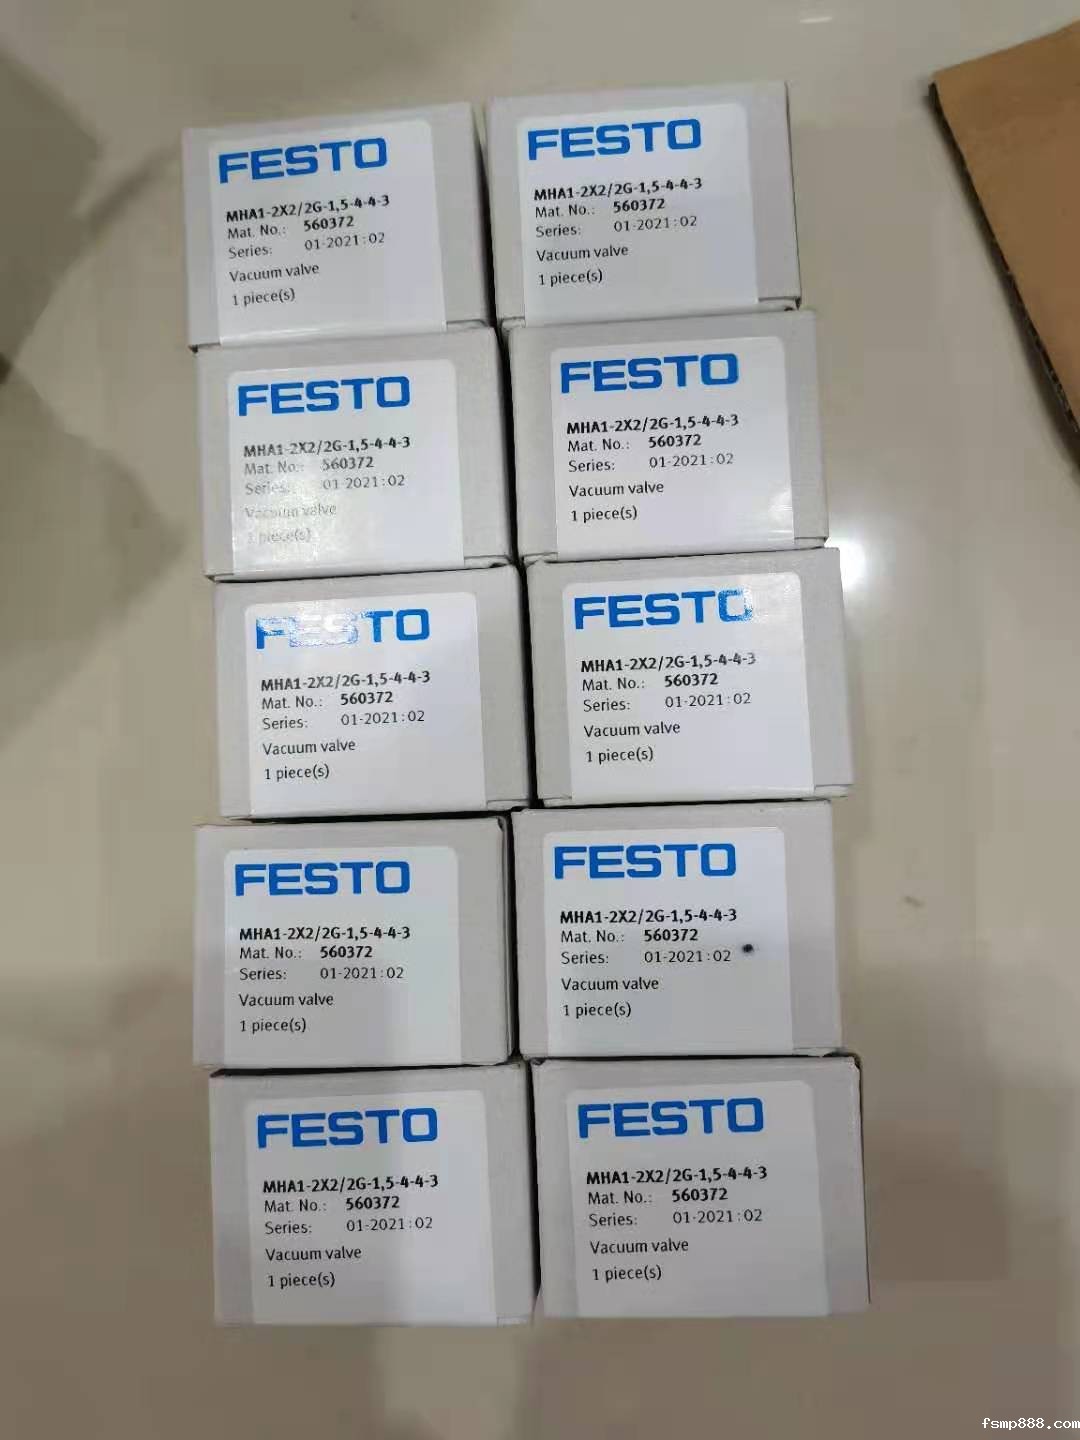 FESTO
MHA1-2X2/2G-1,5-4-4-3
Mat. No.: 560372
Series: 01-2021:02
Vacuum valve
1 piece(s)
FESTO
MHA1-2X2/2G-1,5-4-4-3
Mat. No.: 560372
Series: 01-2021:02
Vacuum valve
1 piece(s)
FESTO
MHA1-2X2/2G-1,5-4-4-3
Mat. No.: 560372
Series: 01-2021:02
Vacuum valve
1 piece(s)
FESTO
MHA1-2X2/2G-1,5-4-4-3
Mat. No.: 560372
Series: 01-2021:02
Vacuum valve
1 piece(s)
FESTO
MHA1-2X2/2G-1,5-4-4-3
Mat. No.: 560372
Series: 01-2021:02
Vacuum valve
1 piece(s)
FESTO
MHA1-2X2/2G-1,5-4-4-3
Mat. No.: 560372
Series: 01-2021:02
Vacuum valve
1 piece(s)
FESTO
MHA1-2X2/2G-1,5-4-4-3
Mat. No.: 560372
Series: 01-2021:02
Vacuum valve
1 piece(s)
FESTO
MHA1-2X2/2G-1,5-4-4-3
Mat. No.: 560372
Series: 01-2021:02
Vacuum valve
1 piece(s)
FESTO
MHA1-2X2/2G-1,5-4-4-3
Mat. No.: 560372
Series: 01-2021:02
Vacuum valve
1 piece(s)
FESTO
MHA1-2X2/2G-1,5-4-4-3
Mat. No.: 560372
Series: 01-2021:02
Vacuum valve
1 piece(s)
fsmp888.com